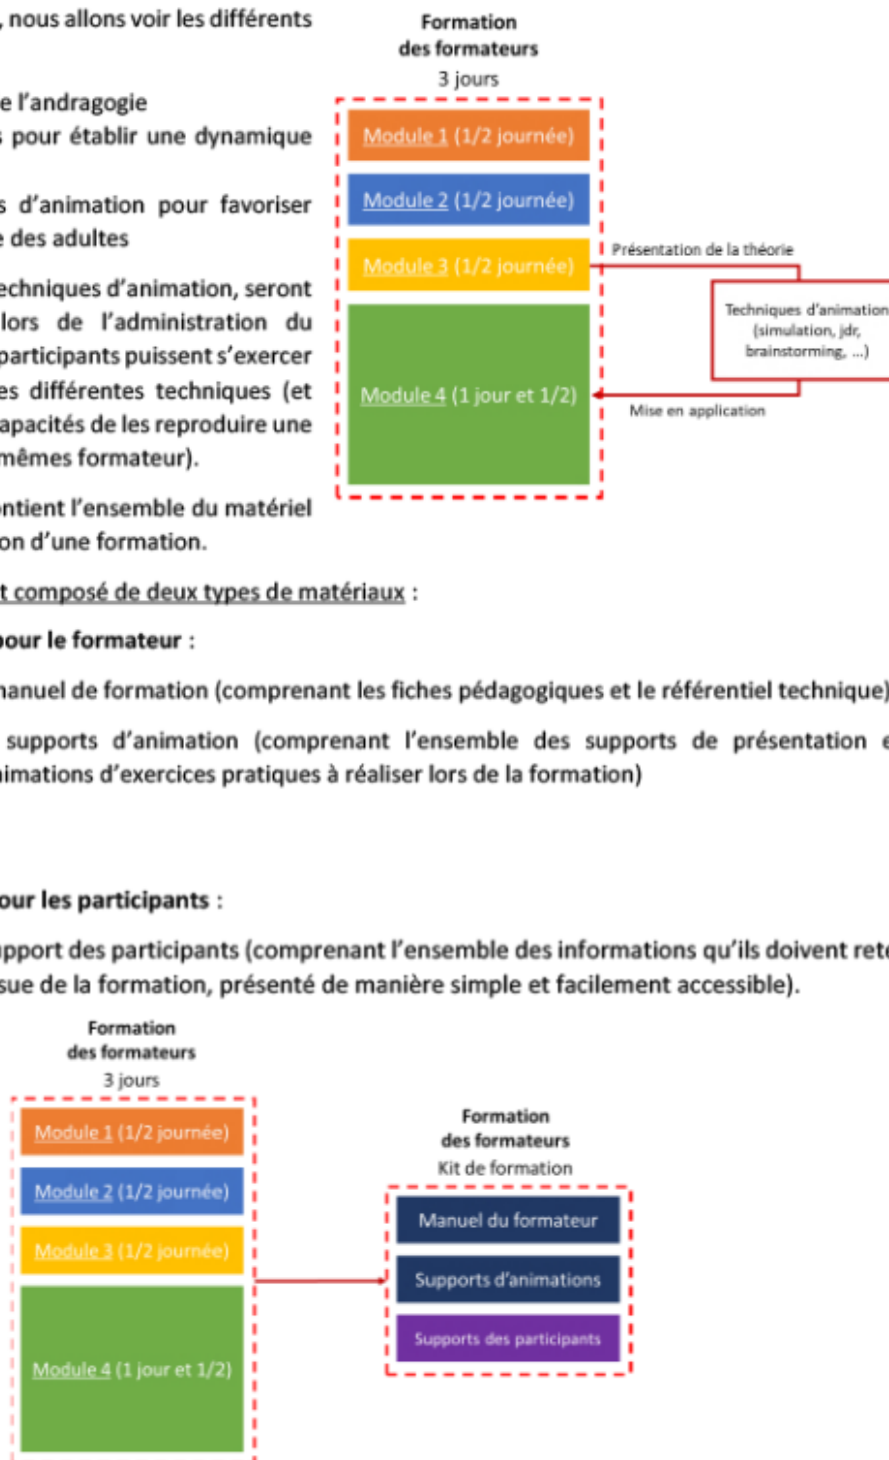 , nous allons voir les différents
e l'andragogie
s pour établir une dynamique
s d'animation pour favoriser
e des adultes
echniques d'animation, seront
lors de l'administration du
participants puissent s'exercer
es différentes techniques (et
apacités de les reproduire une
mêmes formateur).
ontient l'ensemble du matériel
on d'une formation.
Formation
des formateurs
3 jours
Module 1 (1/2 journée)
Module 2 (1/2 journée)
Module 3 (1/2 journée)
Module 4 (1 jour et 1/2)
Présentation de la théorie
Techniques d'animation
(simulation, jdr,
brainstorming, ...)
Mise en application
t composé de deux types de matériaux :
pour le formateur :
manuel de formation (comprenant les fiches pédagogiques et le référentiel technique)
supports d'animation (comprenant l'ensemble des supports de présentation e
nimations d'exercices pratiques à réaliser lors de la formation)
our les participants :
upport des participants (comprenant l'ensemble des informations qu'ils doivent rete
sue de la formation, présenté de manière simple et facilement accessible).
Formation
des formateurs
3 jours
Module 1 (1/2 journée)
Module 2 (1/2 journée)
Module 3 (1/2 journée)
Module 4 (1 jour et 1/2)
Formation
des formateurs
Kit de formation
Manuel du formateur
Supports d'animations
Supports des participants